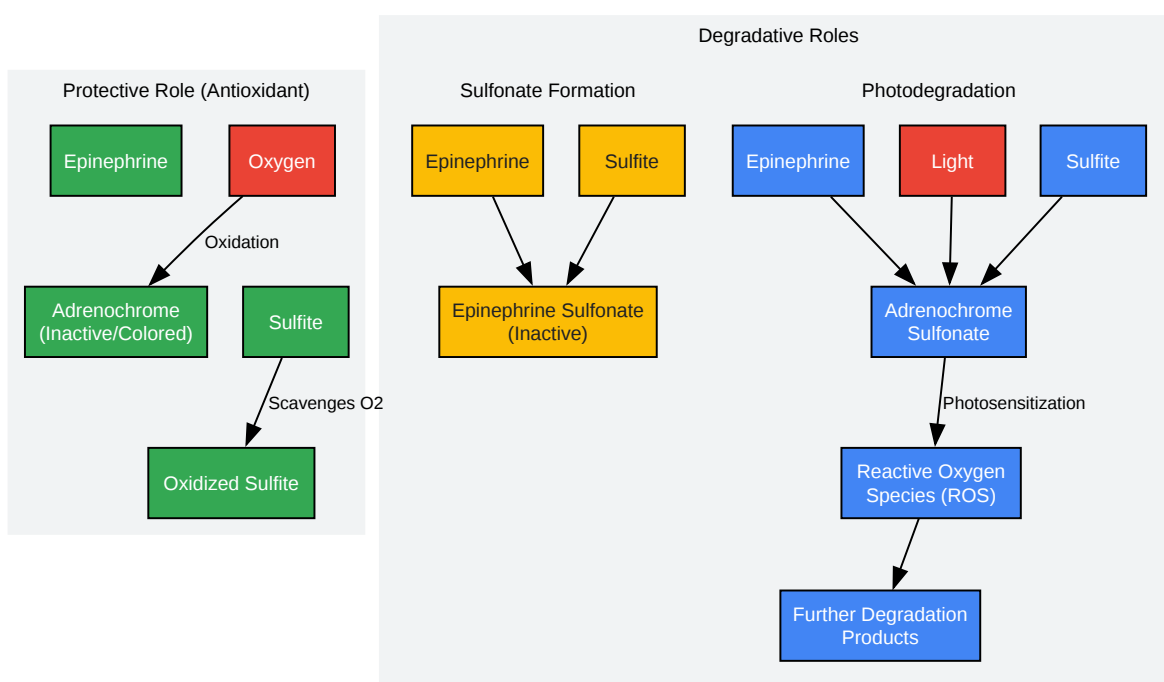 Degradative Roles
Protective Role (Antioxidant)
Sulfonate Formation
Photodegradation
Epinephrine
Oxygen
Epinephrine
Sulfite
Epinephrine
Light
Sulfite
Oxidation
Adrenochrome
(Inactive/Colored)
Sulfite
Epinephrine Sulfonate
(Inactive)
Adrenochrome
Sulfonate
Scavenges O2
Photosensitization
Oxidized Sulfite
Reactive Oxygen
Species (ROS)
Further Degradation
Products